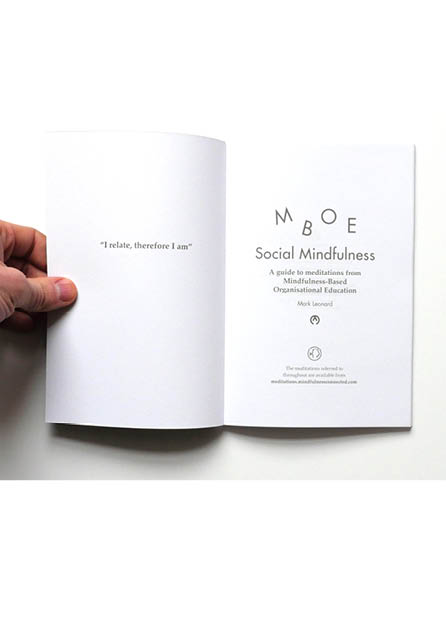 “I relate, therefore I am”
M B O E
Social Mindfulness
A guide to meditations from
Mindfulness-Based
Organisational Education
Mark Leonard
The meditations referred to
throughout are available from
meditations.mindfulnessconnected.com